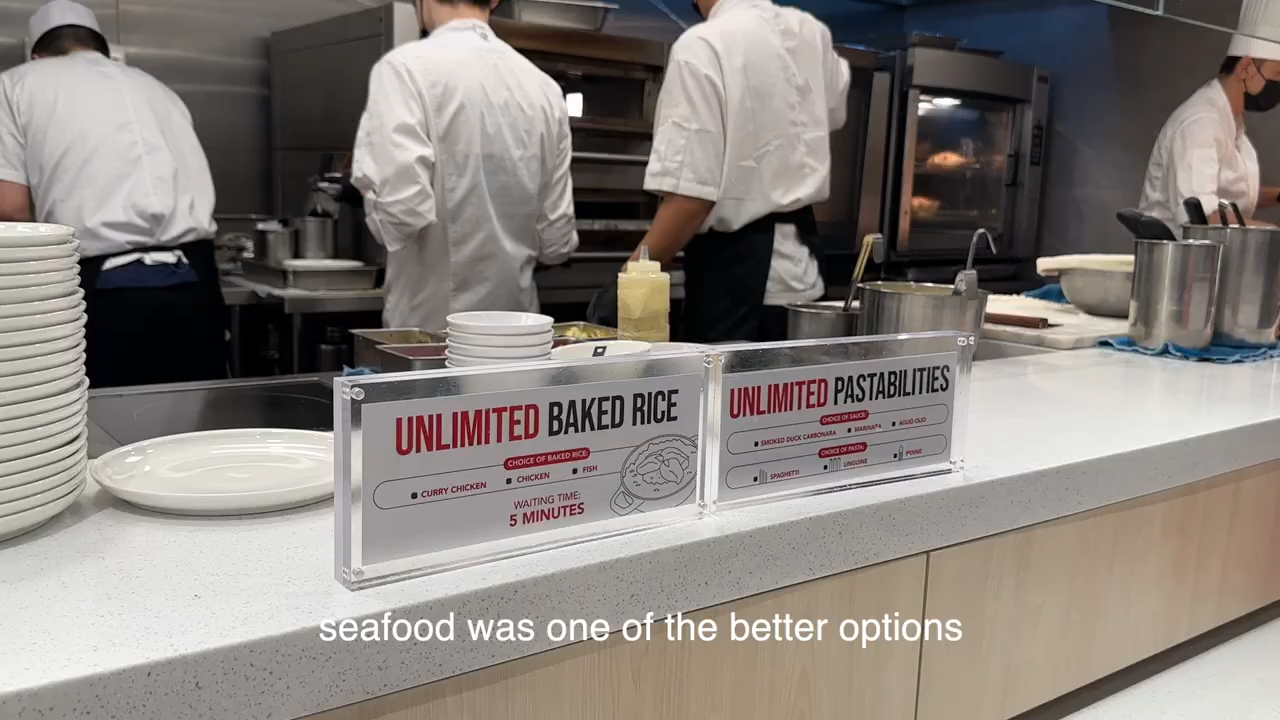 UNLIMITED BAKED RICE
CHOICE OF BAKED RICE:
CURRY CHICKEN CHICKEN FISH
WAITING TIME:
5 MINUTES
UNLIMITED PASTABILITIES
CHOICE OF SAUCE:
SMOKED DUCK CARBONARA MARINARA AGLIO OLIO
CHOICE OF PASTA:
SPAGHETTI LINGUINE PENNE
seafood was one of the better options